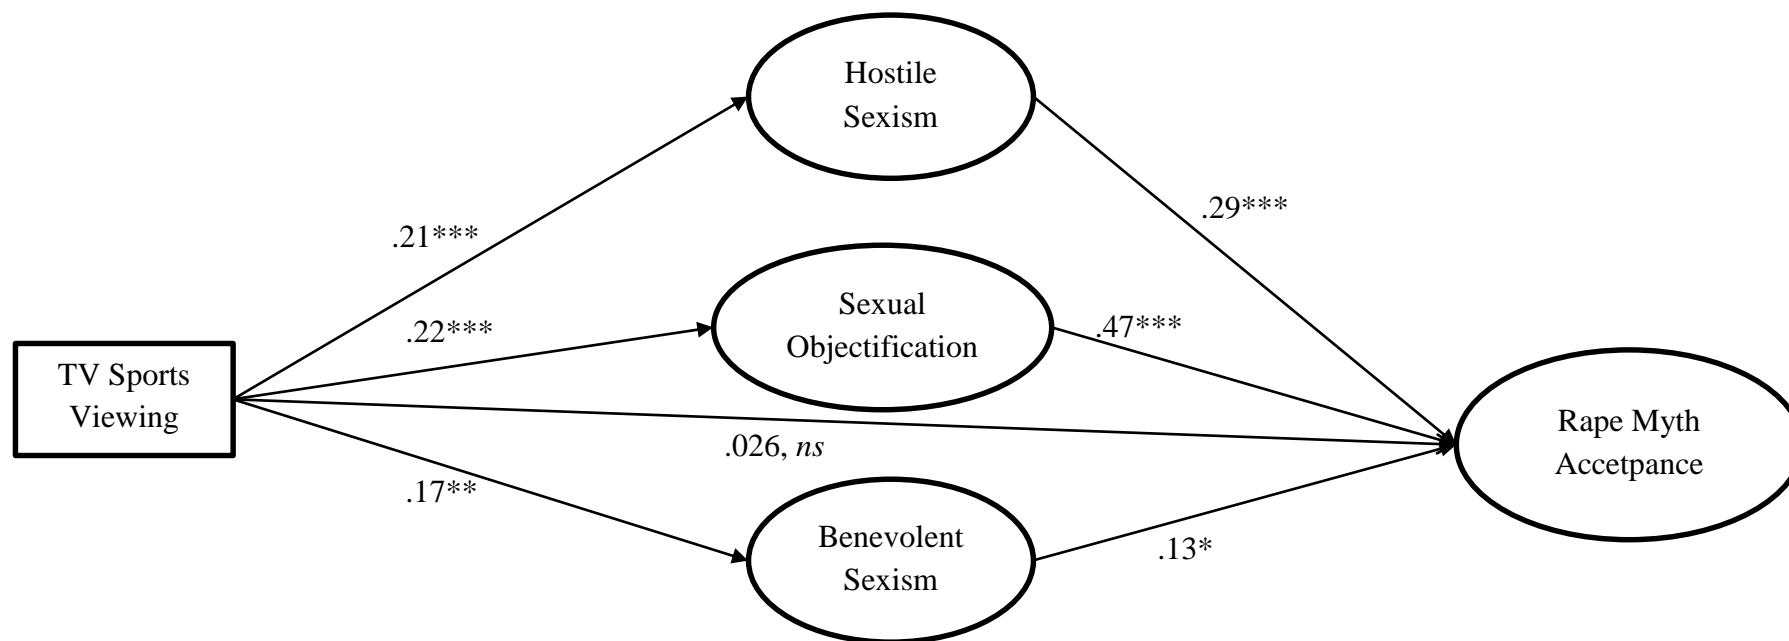 Hostile
Sexism
.29***
.21***
Sexual
Objectification
.22***
.47***
TV Sports
Viewing
Rape Myth
Accetpance
.026, ns
.17**
Benevolent
Sexism
.13*